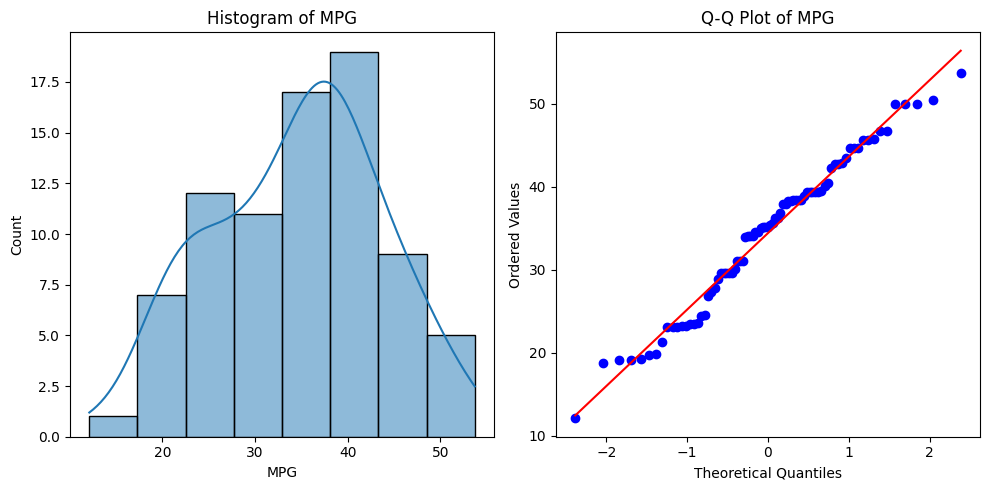 Histogram of MPG
Count
17.5
15.0
12.5
10.0
7.5
5.0
2.5
0.0
20 30 40 50
MPG
Q-Q Plot of MPG
Ordered Values
50
40
30
20
10
−2 −1 0 1 2
Theoretical Quantiles